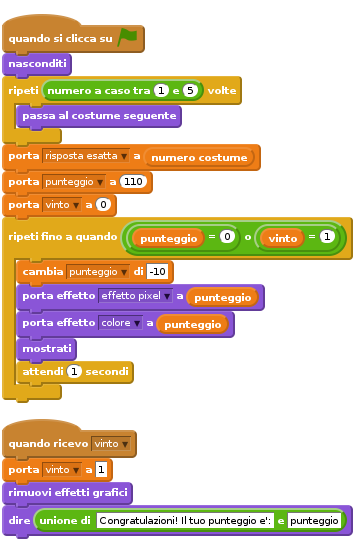 quando si clicca su
nasconditi
ripeti numero a caso tra 1 e 5 volte
passa al costume seguente
porta risposta esatta a numero costume
porta punteggio a 110
porta vinto a 0
ripeti fino a quando punteggio = 0 o vinto = 1
cambia punteggio di -10
porta effetto effetto pixel a punteggio
porta effetto colore a punteggio
mostrati
attendi 1 secondi
quando ricevo vinto
porta vinto a 1
rimuovi effetti grafici
dire unione di Congratulazioni! Il tuo punteggio e': e punteggio